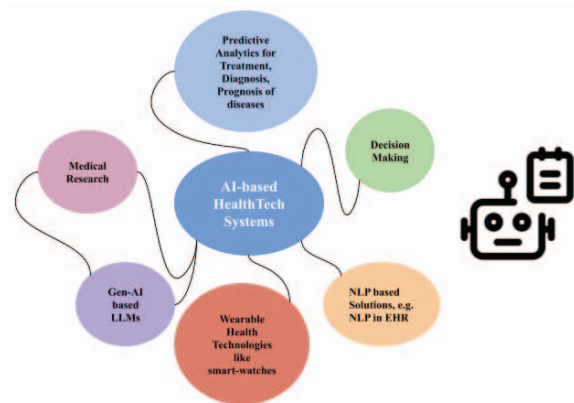 Predictive
Analytics for
Treatment,
Diagnosis,
Prognosis of
diseases
Decision
Making
Medical
Research
AI-based
HealthTech
Systems
Gen-AI
based
LLMs
NLP based
Solutions, e.g.
NLP in EHR
Wearable
Health
Technologies
like
smart-watches